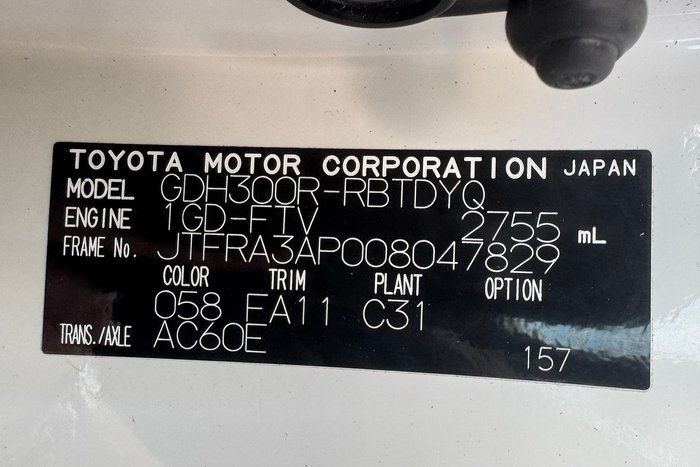 TOYOTA MOTOR CORPORATION JAPAN
MODEL GDH300R-RBTDYQ
ENGINE 1GD-FTV 2755 mL
FRAME No. JTFRA3AP008047829
COLOR TRIM PLANT OPTION
058 FA11 C31
TRANS./AXLE AC60E
157